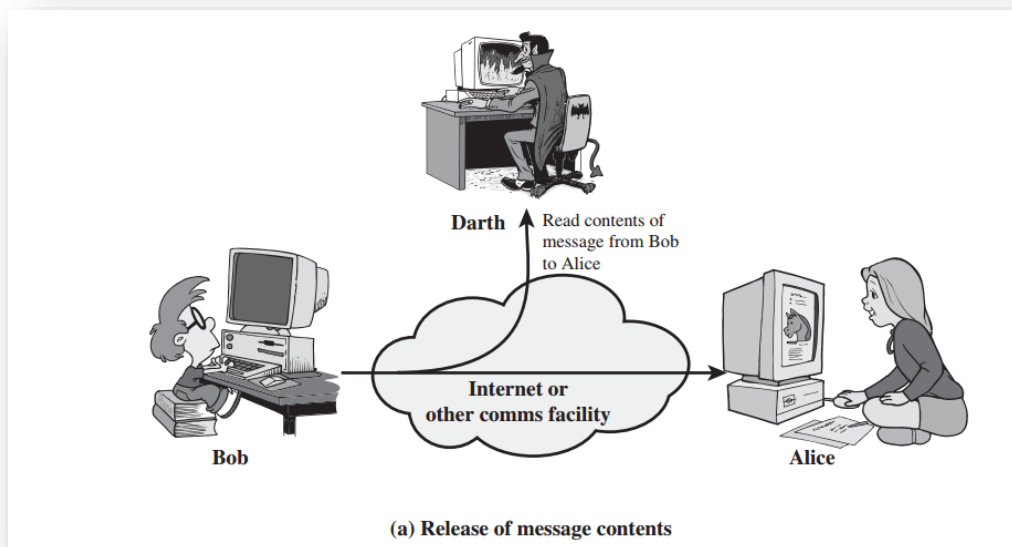 Darth
Read contents of
message from Bob
to Alice
Internet or
other comms facility
Bob
Alice
(a) Release of message contents